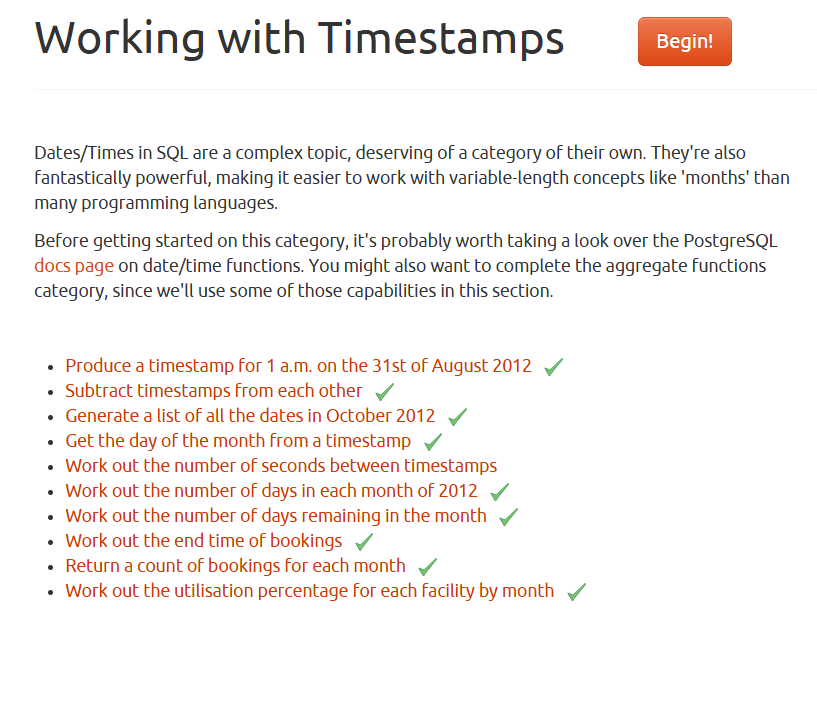 Working with Timestamps
Begin!
Dates/Times in SQL are a complex topic, deserving of a category of their own. They're also
fantastically powerful, making it easier to work with variable-length concepts like 'months' than
many programming languages.
Before getting started on this category, it's probably worth taking a look over the PostgreSQL
docs page on date/time functions. You might also want to complete the aggregate functions
category, since we'll use some of those capabilities in this section.
Produce a timestamp for 1 a.m. on the 31st of August 2012
Subtract timestamps from each other
Generate a list of all the dates in October 2012
Get the day of the month from a timestamp
Work out the number of seconds between timestamps
Work out the number of days in each month of 2012
Work out the number of days remaining in the month
Work out the end time of bookings
Return a count of bookings for each month
Work out the utilisation percentage for each facility by month